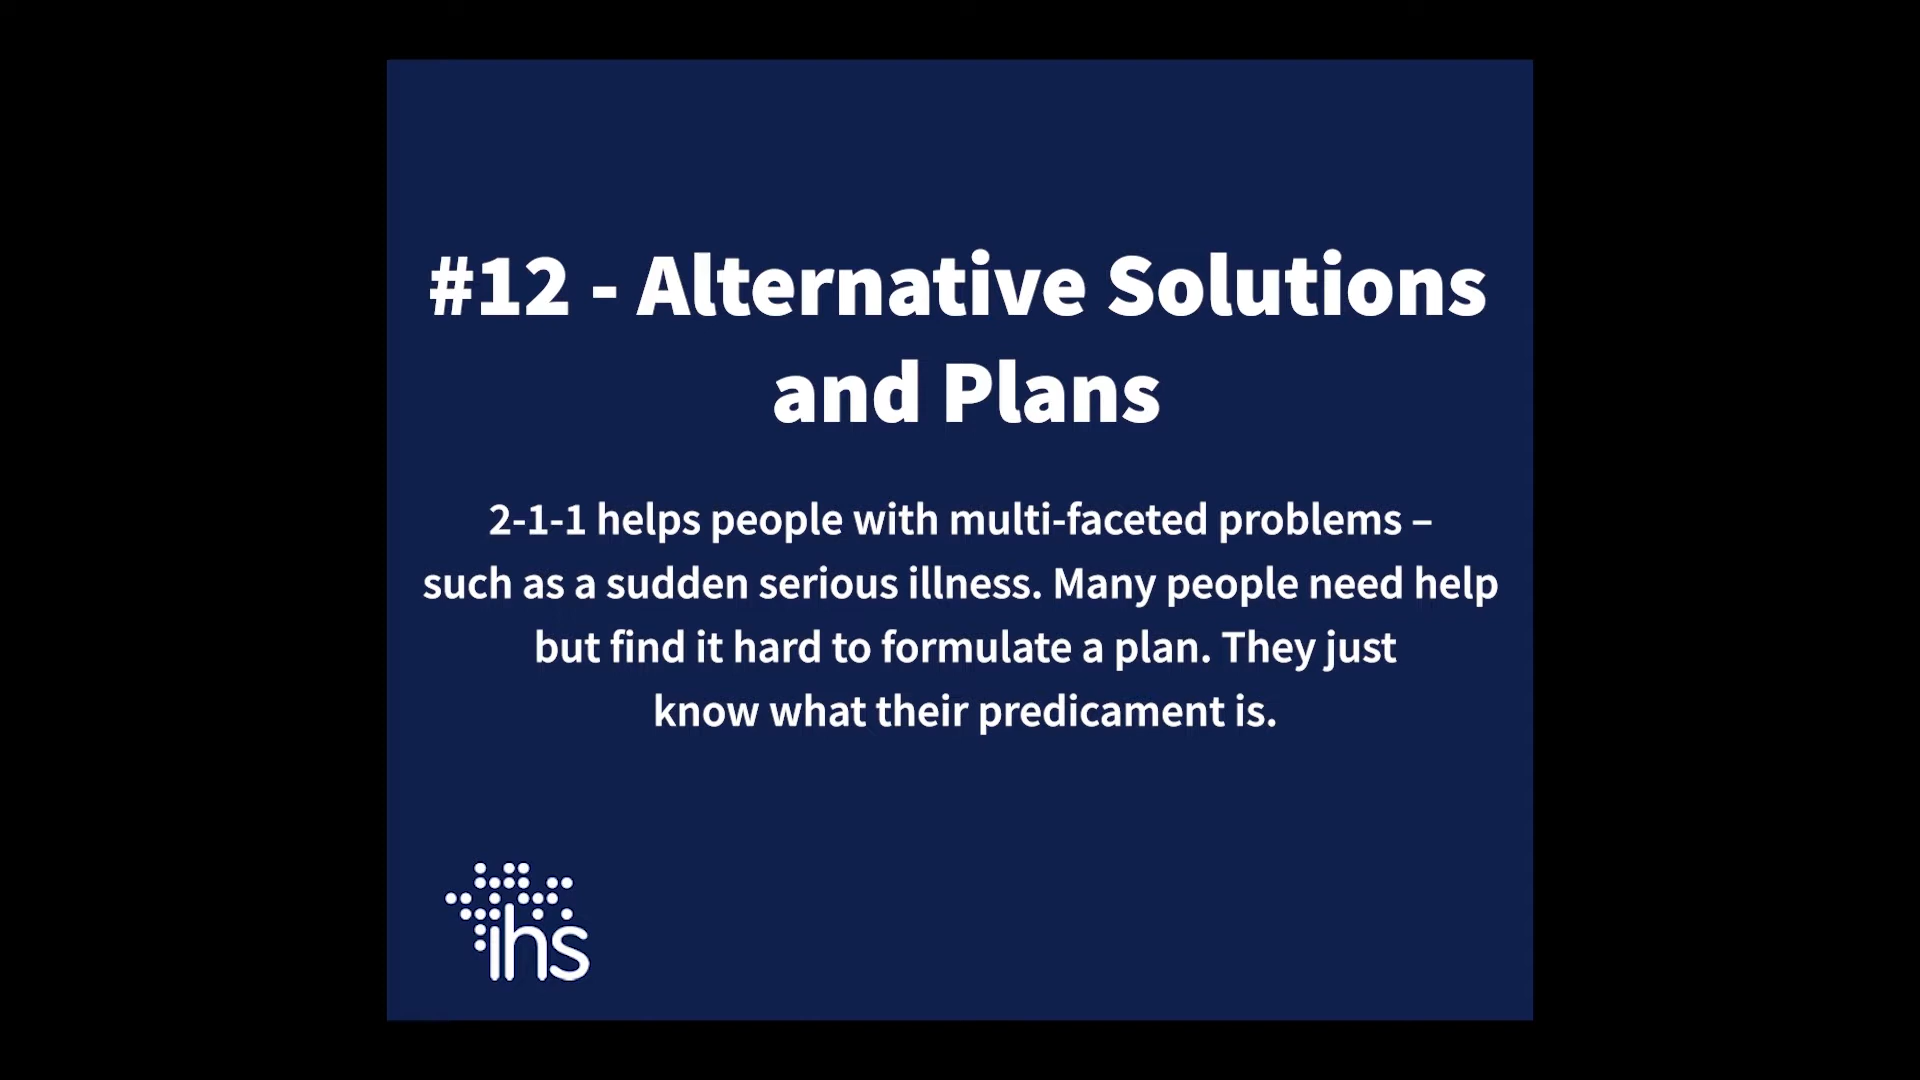 #12 - Alternative Solutions
and Plans
2-1-1 helps people with multi-faceted problems –
such as a sudden serious illness. Many people need help
but find it hard to formulate a plan. They just
know what their predicament is.
ihs